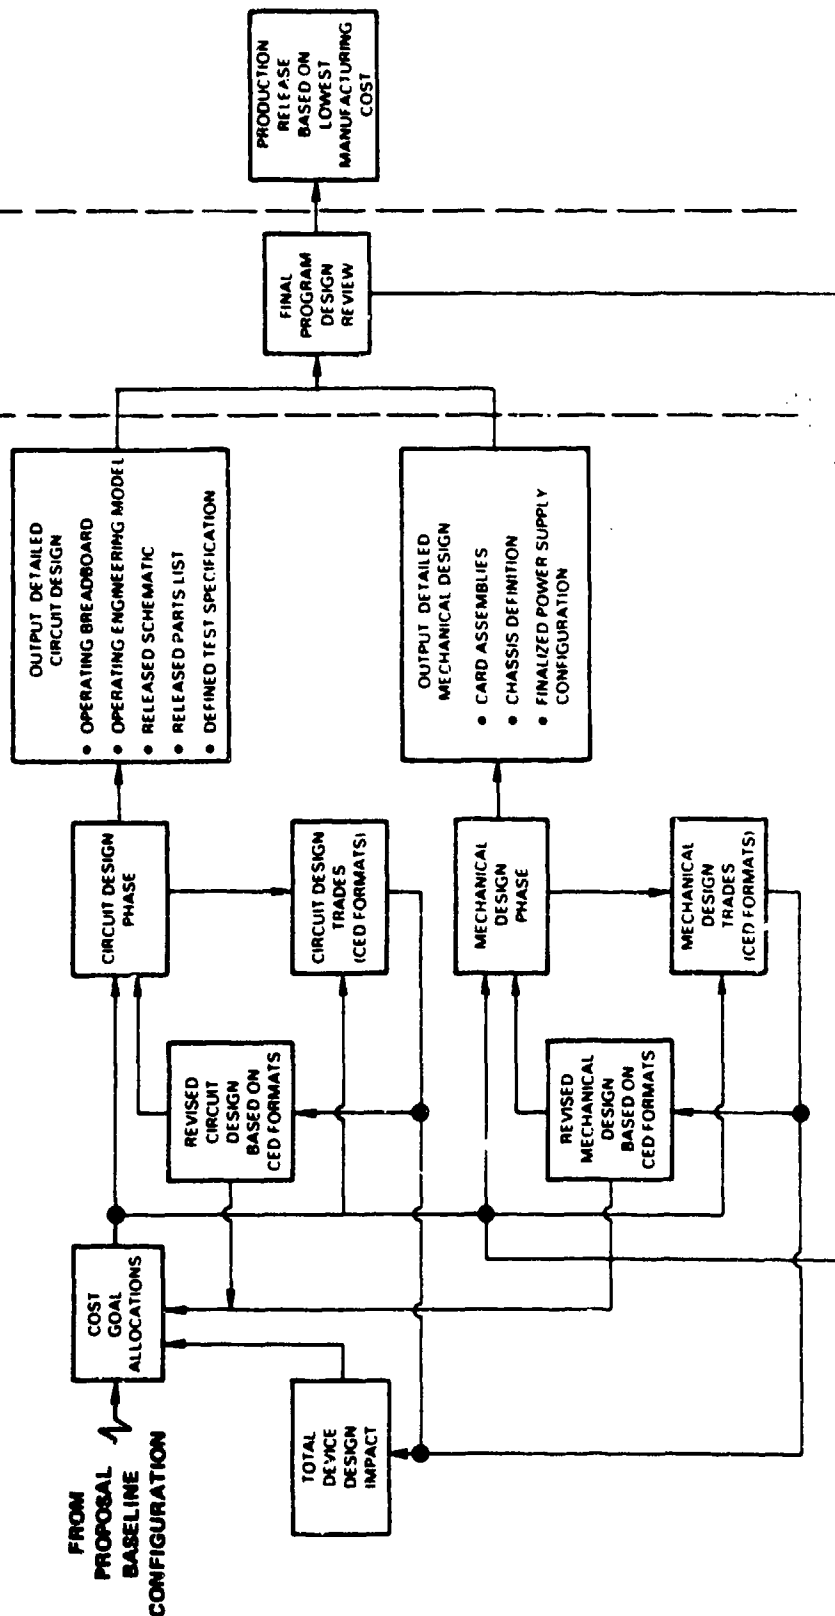 FROM
PROPOSAL
BASELINE
CONFIGURATION
COST
GOAL
ALLOCATIONS
TOTAL
DEVICE
DESIGN
IMPACT
REVISED
CIRCUIT
DESIGN
BASED ON
CED FORMATS
CIRCUIT DESIGN
PHASE
CIRCUIT DESIGN
TRADES
(CED FORMATS)
REVISED
MECHANICAL
DESIGN
BASED ON
CED FORMATS
MECHANICAL
DESIGN
PHASE
MECHANICAL
DESIGN
TRADES
(CED FORMATS)
OUTPUT DETAILED
CIRCUIT DESIGN
• OPERATING BREADBOARD
• OPERATING ENGINEERING MODEL
• RELEASED SCHEMATIC
• RELEASED PARTS LIST
• DEFINED TEST SPECIFICATION
OUTPUT DETAILED
MECHANICAL DESIGN
• CARD ASSEMBLIES
• CHASSIS DEFINITION
• FINALIZED POWER SUPPLY
CONFIGURATION
FINAL
PROGRAM
DESIGN
REVIEW
PRODUCTION
RELEASE
BASED ON
LOWEST
MANUFACTURING
COST